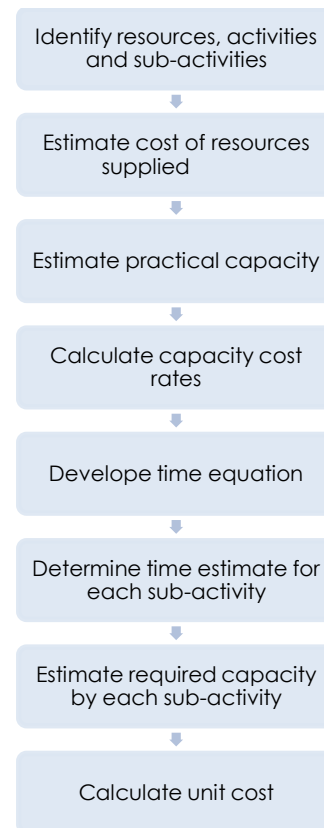 Identify resources, activities
and sub-activities
Estimate cost of resources
supplied
Estimate practical capacity
Calculate capacity cost
rates
Develope time equation
Determine time estimate for
each sub-activity
Estimate required capacity
by each sub-activity
Calculate unit cost